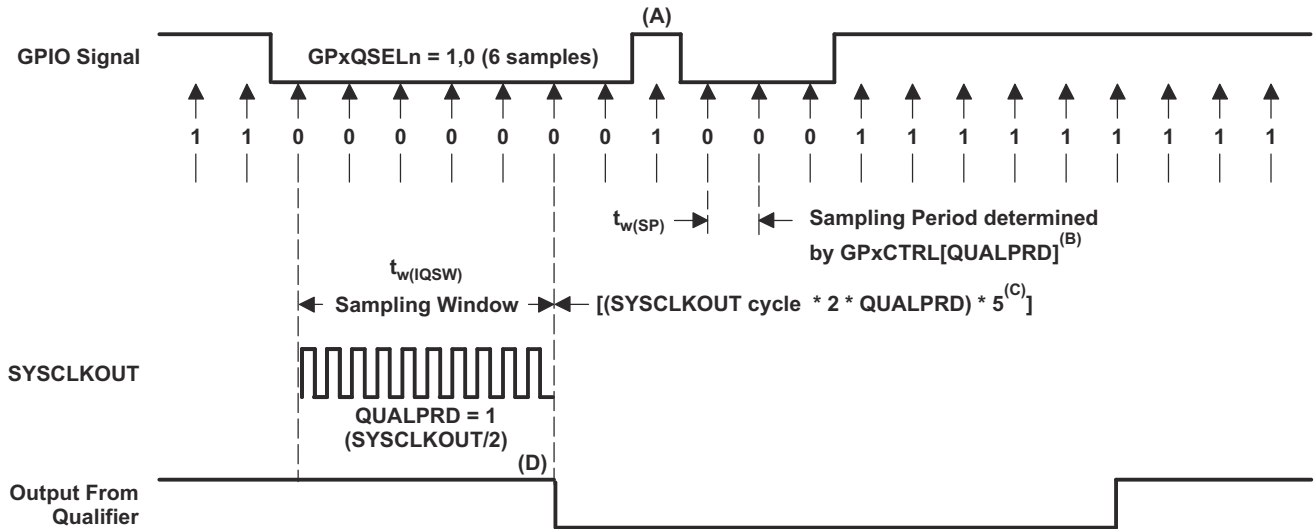 (A)
GPIO Signal
GPxQSELn = 1,0 (6 samples)
1 1 0 0 0 0 0 0 0 1 0 0 0 1 1 1 1 1 1 1 1 1
tw(SP)
Sampling Period determined
by GPxCTRL[QUALPRD](B)
tw(IQSW)
Sampling Window
[(SYSCLKOUT cycle * 2 * QUALPRD) * 5(C)]
SYSCLKOUT
QUALPRD = 1
(SYSCLKOUT/2)
(D)
Output From
Qualifier